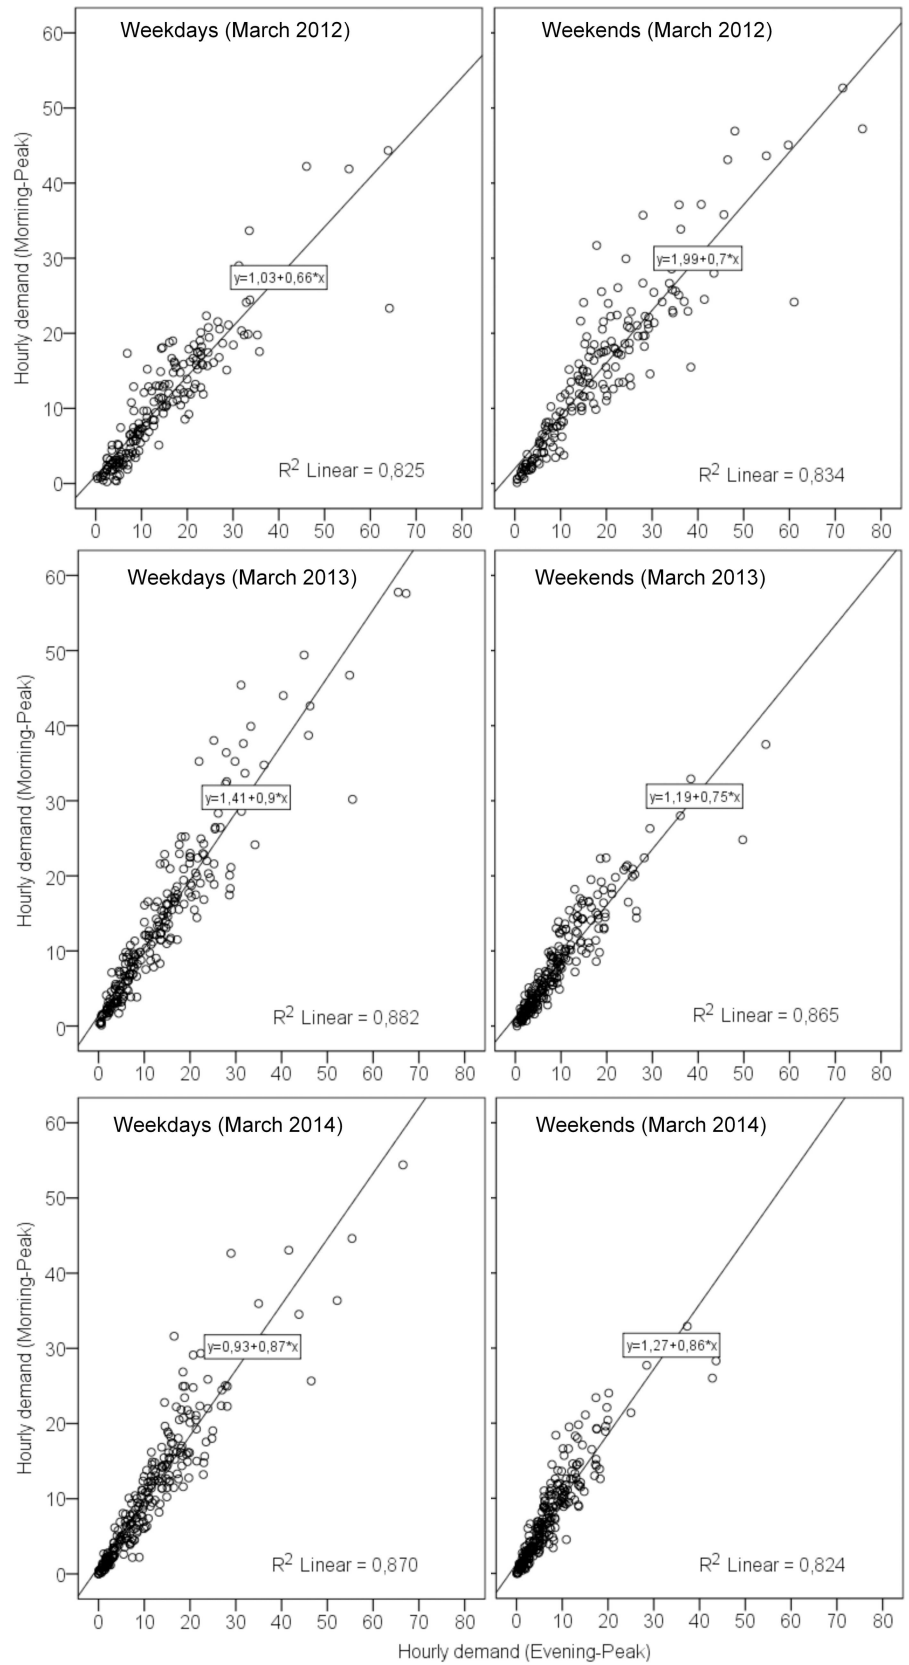 Weekdays (March 2012)
Weekends (March 2012)
Hourly demand (Morning-Peak)
60
50
40
30
20
10
0
y=1,03+0,66*x
y=1,99+0,7*x
R2 Linear = 0,825
R2 Linear = 0,834
0 10 20 30 40 50 60 70 80
0 10 20 30 40 50 60 70 80
Weekdays (March 2013)
Weekends (March 2013)
Hourly demand (Morning-Peak)
60
50
40
30
20
10
0
y=1,41+0,9*x
y=1,19+0,75*x
R2 Linear = 0,882
R2 Linear = 0,865
0 10 20 30 40 50 60 70 80
0 10 20 30 40 50 60 70 80
Weekdays (March 2014)
Weekends (March 2014)
Hourly demand (Morning-Peak)
60
50
40
30
20
10
0
y=0,93+0,87*x
y=1,27+0,86*x
R2 Linear = 0,870
R2 Linear = 0,824
0 10 20 30 40 50 60 70 80
0 10 20 30 40 50 60 70 80
Hourly demand (Evening-Peak)